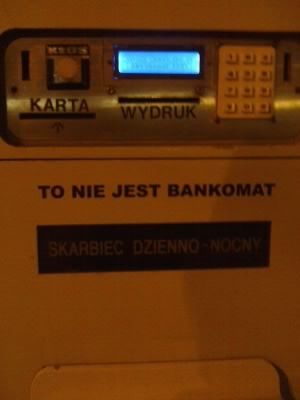 KARTA
WYDRUK
TO NIE JEST BANKOMAT
SKARBIEC DZIENNO-NOCNY